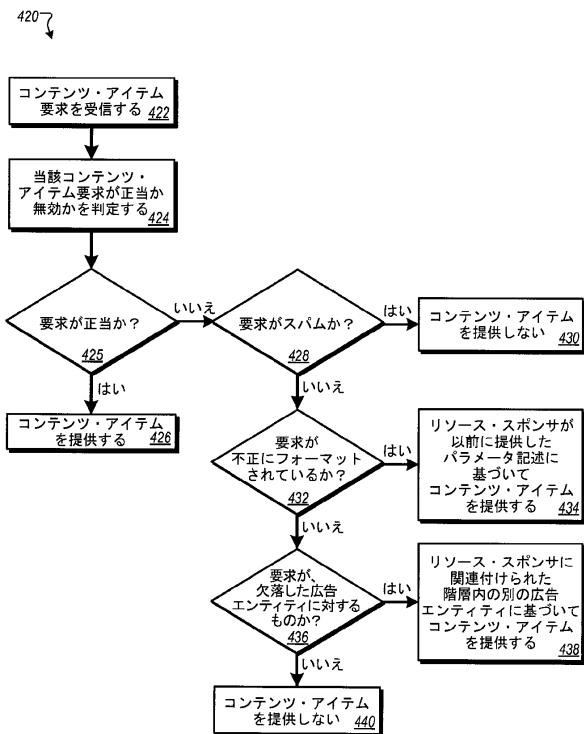 420
コンテンツ・アイテム
要求を受信する 422
当該コンテンツ・
アイテム要求が正当か
無効かを判定する 424
要求が正当か?
425
いいえ
要求がスパムか?
428
はい
コンテンツ・アイテム
を提供しない 430
はい
コンテンツ・アイテム
を提供する 426
いいえ
要求が
不正にフォーマット
されているか?
432
はい
リソース・スポンサが
以前に提供した
パラメータ記述に
基づいて
コンテンツ・アイテム
を提供する 434
いいえ
要求が、
欠落した広告
エンティティに対する
ものか?
436
はい
リソース・スポンサに
関連付けられた
階層内の別の広告
エンティティに基づいて
コンテンツ・アイテム
を提供する 438
いいえ
コンテンツ・アイテム
を提供しない 440